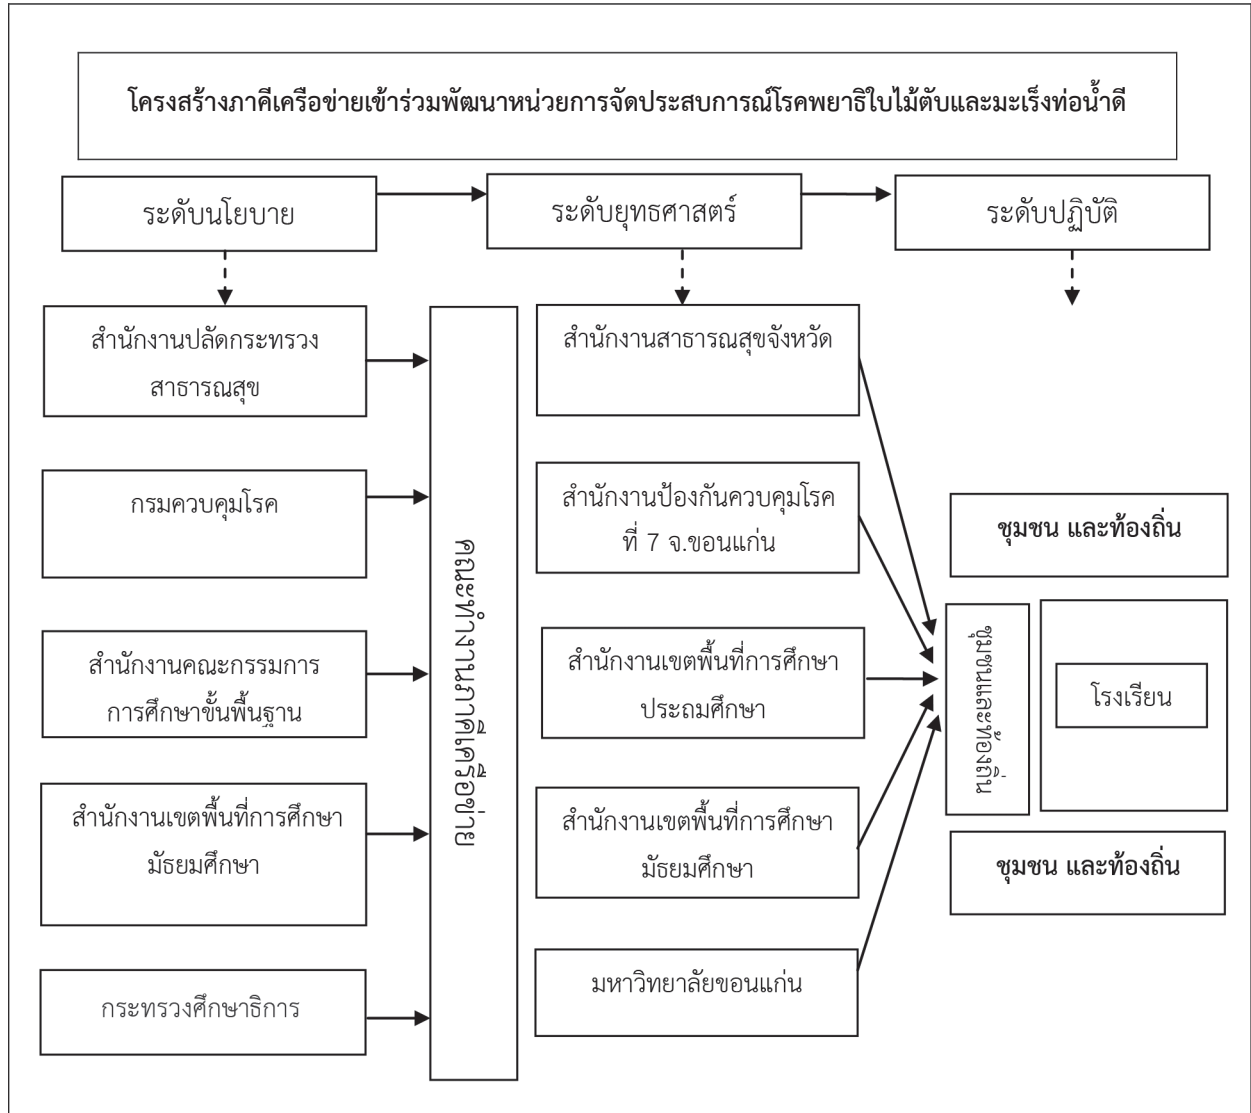 โครงสร้างภาคีเครือข่ายเข้าร่วมพัฒนาหน่วยการจัดประสบการณ์โรคพยาธิใบไม้ตับและมะเร็งท่อน้ำดี
ระดับนโยบาย
ระดับยุทธศาสตร์
ระดับปฏิบัติ
สำนักงานปลัดกระทรวง
สาธารณสุข
กรมควบคุมโรค
สำนักงานคณะกรรมการ
การศึกษาขั้นพื้นฐาน
สำนักงานเขตพื้นที่การศึกษา
มัธยมศึกษา
กระทรวงศึกษาธิการ
คณะทำงานภาคีเครือข่าย
สำนักงานสาธารณสุขจังหวัด
สำนักงานป้องกันควบคุมโรค
ที่ 7 จ.ขอนแก่น
สำนักงานเขตพื้นที่การศึกษา
ประถมศึกษา
สำนักงานเขตพื้นที่การศึกษา
มัธยมศึกษา
มหาวิทยาลัยขอนแก่น
ชุมชน และท้องถิ่น
ชุมชนและท้องถิ่น
โรงเรียน
ชุมชน และท้องถิ่น